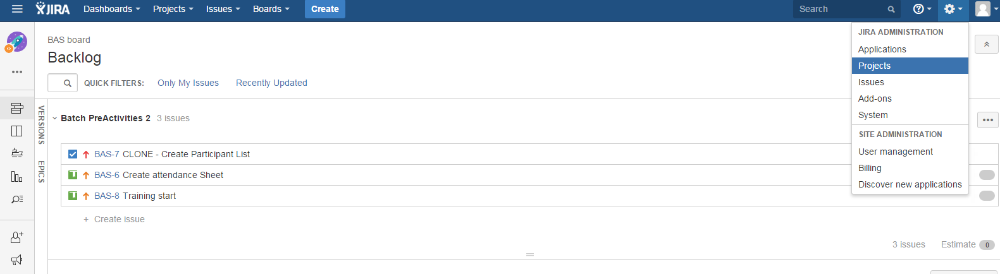 JIRA Dashboards Projects Issues Boards Create Search
BAS board
Backlog
QUICK FILTERS: Only My Issues Recently Updated
VERSIONS
EPICS
Batch PreActivities 2 3 issues
BAS-7 CLONE - Create Participant List
BAS-6 Create attendance Sheet
BAS-8 Training start
+ Create issue
3 issues Estimate 0
JIRA ADMINISTRATION
Applications
Projects
Issues
Add-ons
System
SITE ADMINISTRATION
User management
Billing
Discover new applications